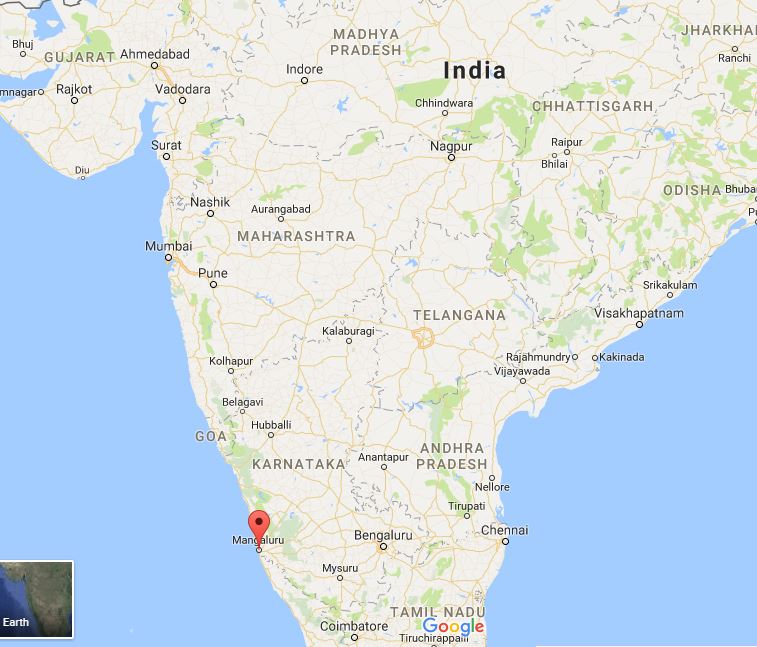 MADHYA
PRADESH
JHARKHA
Bhuj
GUJARAT
Ahmedabad
Ranchi
India
Indore
mnagar
Rajkot
Vadodara
Chhindwara
CHHATTISGARH
Surat
Nagpur
Raipur
Bhilai
Diu
ODISHA
Bhuba
Nashik
Aurangabad
P
MAHARASHTRA
Mumbai
Pune
Srikakulam
TELANGANA
Visakhapatnam
Kalaburagi
Kolhapur
Rajahmundry
Kakinada
Vijayawada
Belagavi
Hubballi
GOA
ANDHRA
PRADESH
KARNATAKA
Anantapur
Nellore
Tirupati
Mangaluru
Bengaluru
Chennai
Mysuru
TAMIL NADU
Earth
Coimbatore
Google
Tiruchirappalli